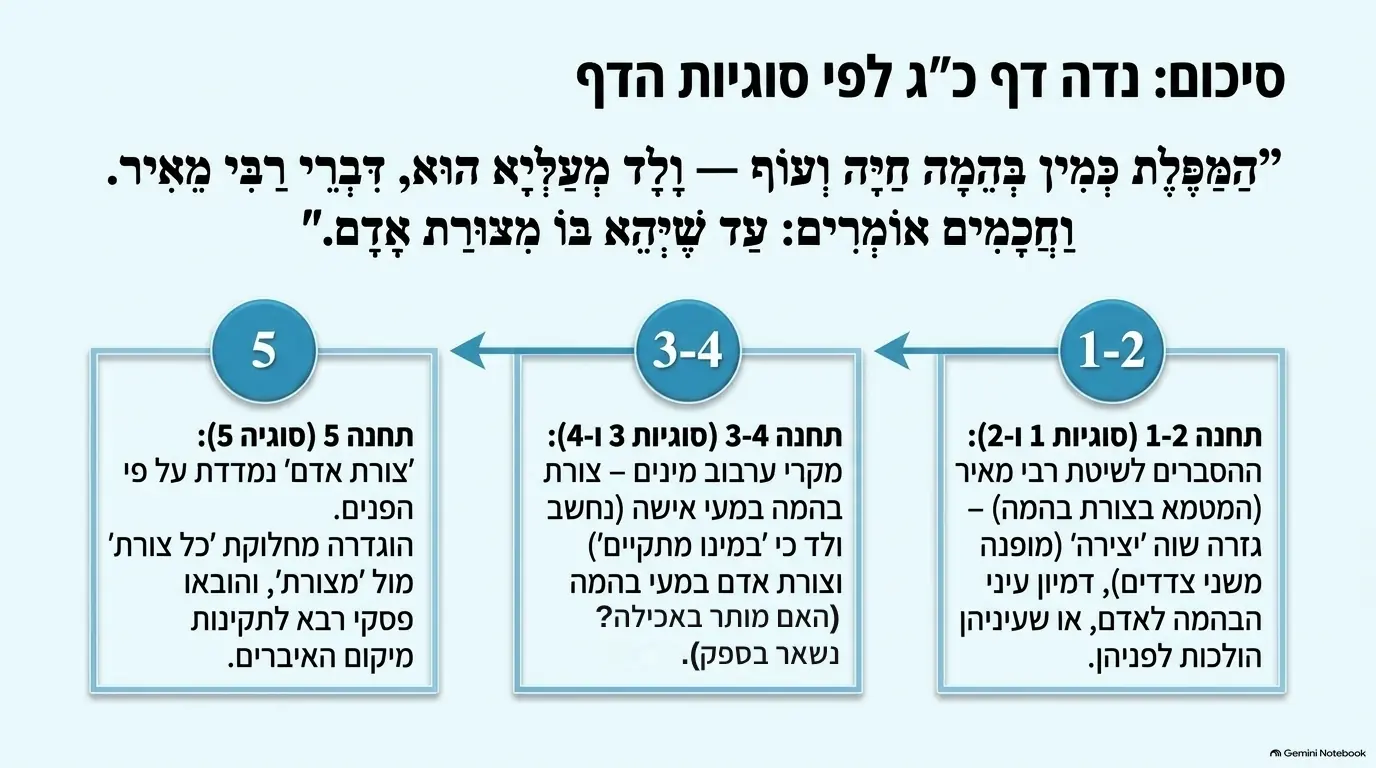 סיכום: נדה דף כ"ג לפי סוגיות הדף
"הַמַּפֶּלֶת כְּמִין בְּהֵמָה חַיָּה וְעוֹף — וָלָד מְעַלְּיָא הוּא, דִּבְרֵי רַבִּי מֵאִיר.
וַחֲכָמִים אוֹמְרִים: עַד שֶׁיְּהֵא בּוֹ מִצּוּרַת אָדָם."
1-2
תחנה 1-2 (סוגיות 1 ו-2):
ההסברים לשיטת רבי מאיר
(המטמא בצורת בהמה) –
גזרה שוה 'יצירה' (מופנה
משני צדדים), דמיון עיני
הבהמה לאדם, או שעיניהן
הולכות לפניהן.
3-4
תחנה 3-4 (סוגיות 3 ו-4):
מקרי ערבוב מינים – צורת
בהמה במעי אישה (נחשב
ולד כי 'במינו מתקיים')
וצורת אדם במעי בהמה
(האם מותר באכילה?
נשאר בספק).
5
תחנה 5 (סוגיה 5):
'צורת אדם' נמדדת על פי
הפנים.
הוגדרה מחלוקת 'כל צורת'
מול 'מצורת', והובאו
פסקי רבא לתקינות
מיקום האיברים.
Gemini Notebook